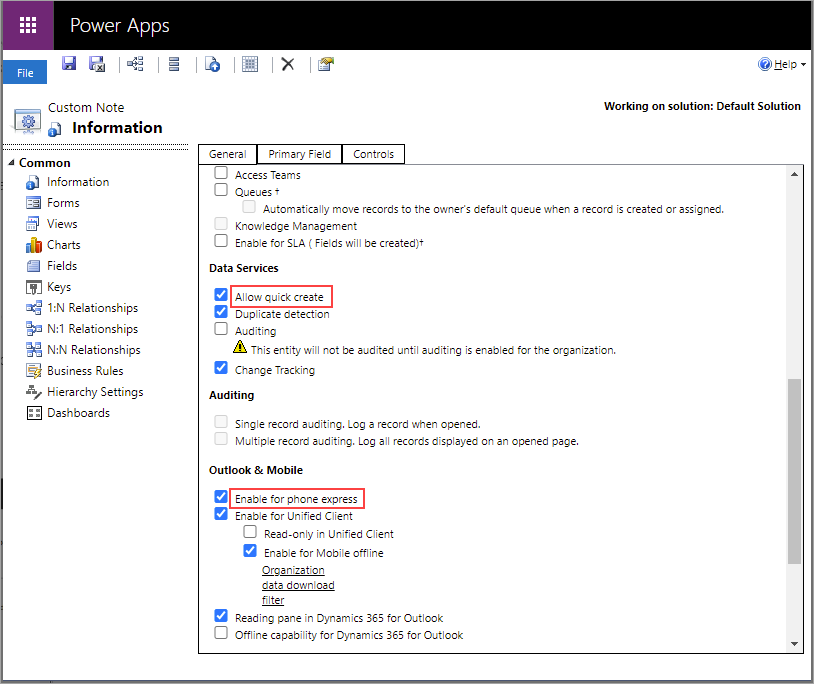 Power Apps
File
Help
Custom Note
Information
Working on solution: Default Solution
Common
Information
Forms
Views
Charts
Fields
Keys
1:N Relationships
N:1 Relationships
N:N Relationships
Business Rules
Hierarchy Settings
Dashboards
General
Primary Field
Controls
Access Teams
Queues †
Automatically move records to the owner's default queue when a record is created or assigned.
Knowledge Management
Enable for SLA ( Fields will be created)†
Data Services
Allow quick create
Duplicate detection
Auditing
This entity will not be audited until auditing is enabled for the organization.
Change Tracking
Auditing
Single record auditing. Log a record when opened.
Multiple record auditing. Log all records displayed on an opened page.
Outlook & Mobile
Enable for phone express
Enable for Unified Client
Read-only in Unified Client
Enable for Mobile offline
Organization
data download
filter
Reading pane in Dynamics 365 for Outlook
Offline capability for Dynamics 365 for Outlook